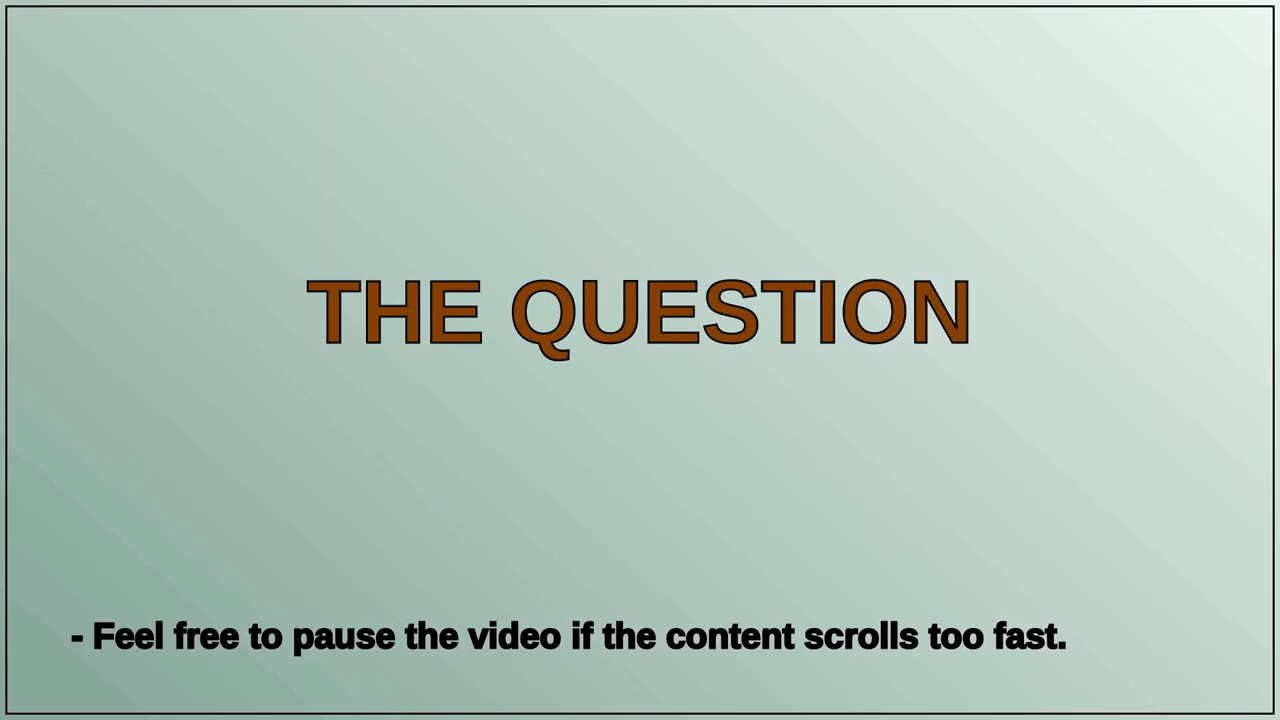 THE QUESTION
- Feel free to pause the video if the content scrolls too fast.